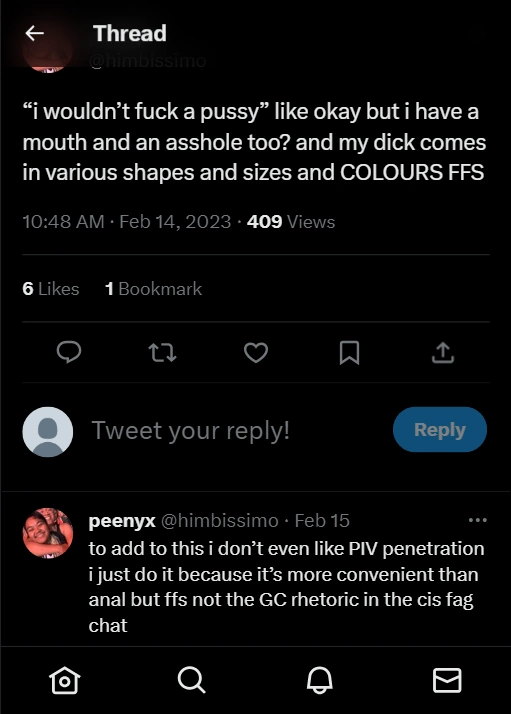 Thread
@himbissimo
“i wouldn’t fuck a pussy” like okay but i have a
mouth and an asshole too? and my dick comes
in various shapes and sizes and COLOURS FFS
10:48 AM · Feb 14, 2023 · 409 Views
6 Likes 1 Bookmark
Tweet your reply!
Reply
peenyx @himbissimo · Feb 15
to add to this i don’t even like PIV penetration
i just do it because it’s more convenient than
anal but ffs not the GC rhetoric in the cis fag
chat